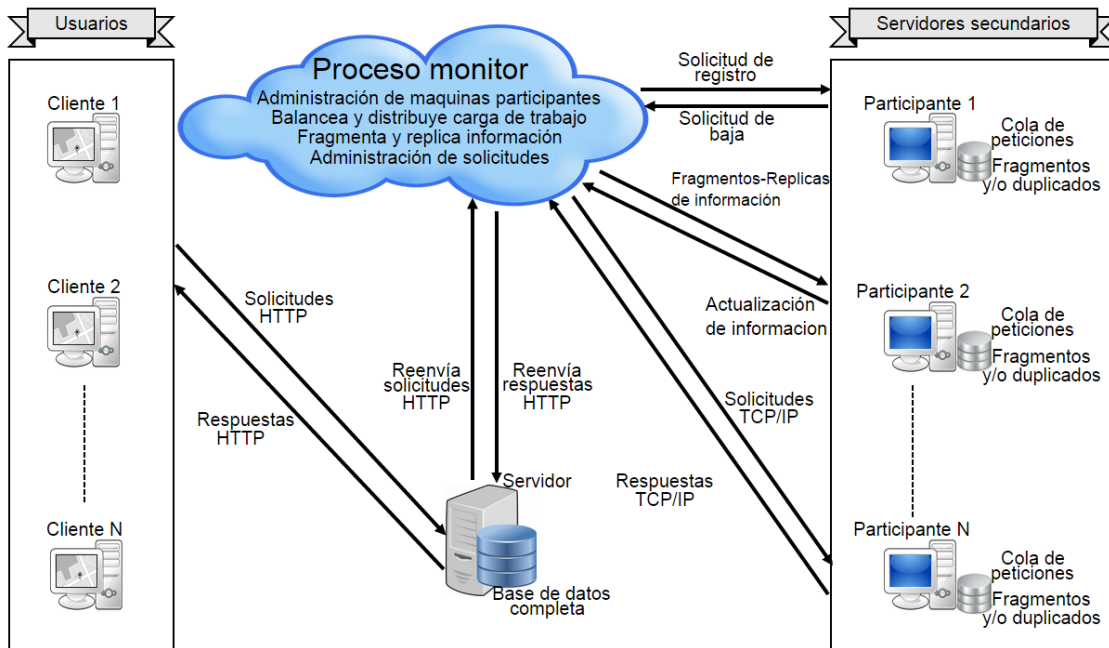 Usuarios
Servidores secundarios
Proceso monitor
Administración de maquinas participantes
Balancea y distribuye carga de trabajo
Fragmenta y replica información
Administración de solicitudes
Solicitud de
registro
Solicitud de
baja
Cliente 1
Participante 1
Cola de
peticiones
Fragmentos
y/o duplicados
Fragmentos-Replicas
de información
Cliente 2
Solicitudes
HTTP
Actualización
de informacion
Participante 2
Cola de
peticiones
Fragmentos
y/o duplicados
Reenvía
solicitudes
HTTP
Reenvía
respuestas
HTTP
Solicitudes
TCP/IP
Respuestas
HTTP
Respuestas
TCP/IP
Servidor
Base de datos
completa
Cliente N
Participante N
Cola de
peticiones
Fragmentos
y/o duplicados